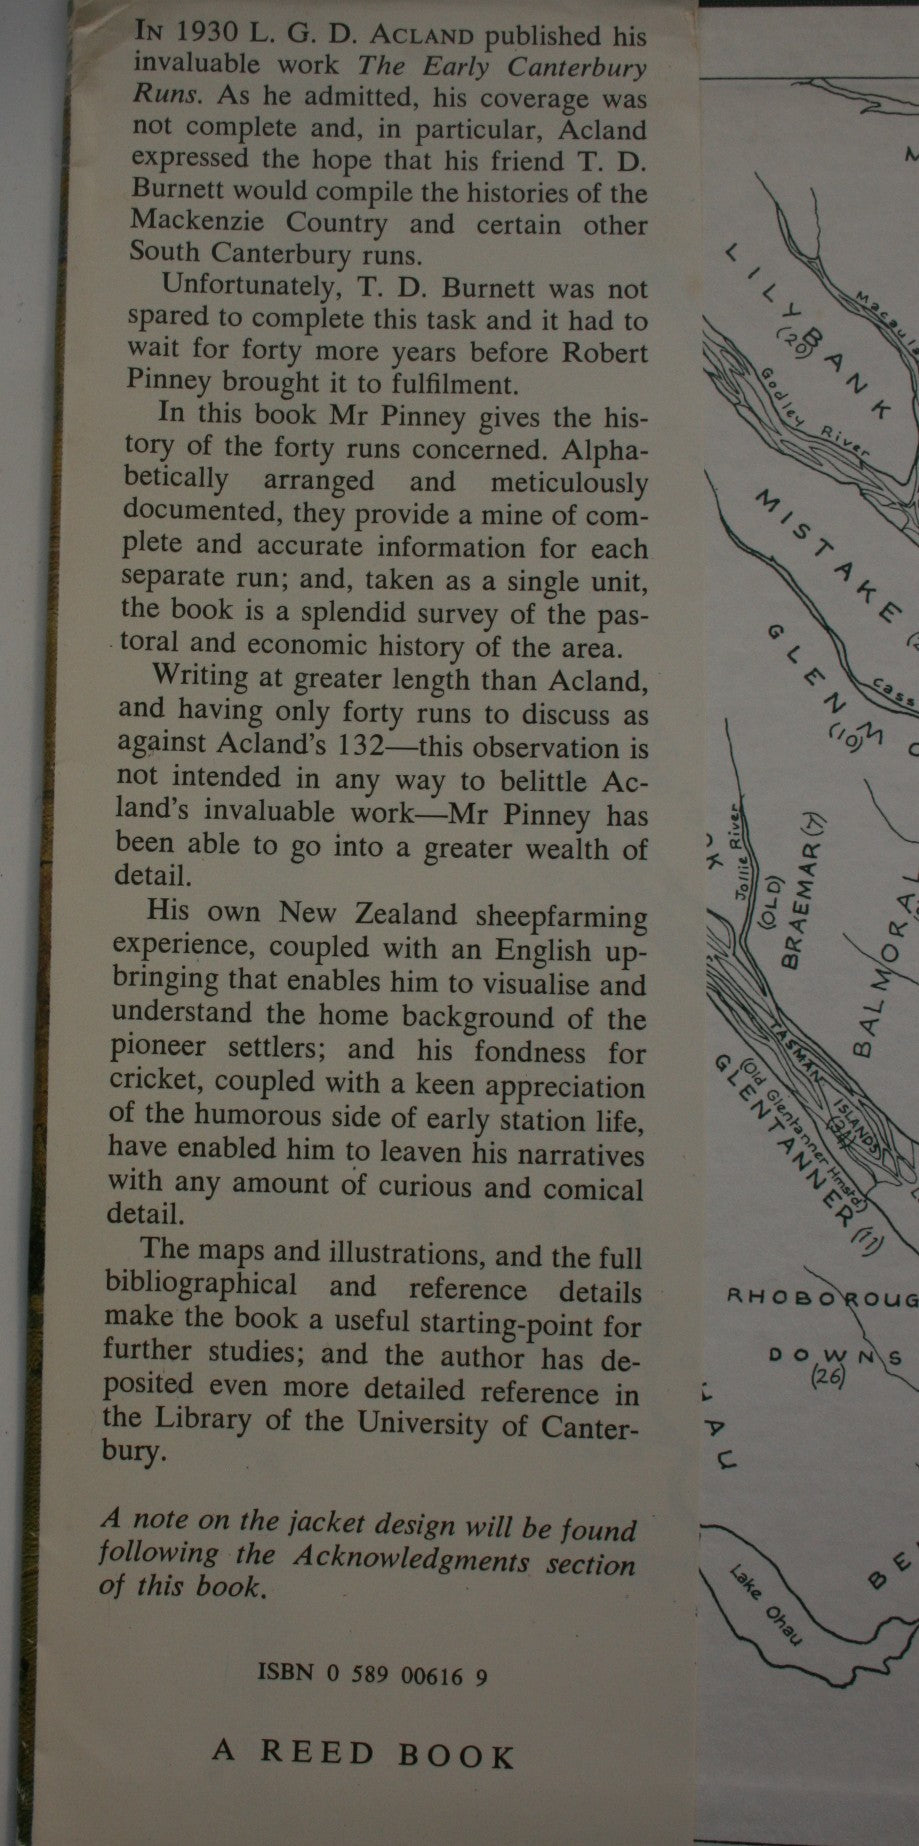 IN 1930 L. G. D. ACLAND published his
invaluable work The Early Canterbury
Runs. As he admitted, his coverage was
not complete and, in particular, Acland
expressed the hope that his friend T. D.
Burnett would compile the histories of the
Mackenzie Country and certain other
South Canterbury runs.
Unfortunately, T. D. Burnett was not
spared to complete this task and it had to
wait for forty more years before Robert
Pinney brought it to fulfilment.
In this book Mr Pinney gives the his-
tory of the forty runs concerned. Alpha-
betically arranged and meticulously
documented, they provide a mine of com-
plete and accurate information for each
separate run; and, taken as a single unit,
the book is a splendid survey of the pas-
toral and economic history of the area.
Writing at greater length than Acland,
and having only forty runs to discuss as
against Acland's 132—this observation is
not intended in any way to belittle Ac-
land's invaluable work—Mr Pinney has
been able to go into a greater wealth of
detail.
His own New Zealand sheepfarming
experience, coupled with an English up-
bringing that enables him to visualise and
understand the home background of the
pioneer settlers; and his fondness for
cricket, coupled with a keen appreciation
of the humorous side of early station life,
have enabled him to leaven his narratives
with any amount of curious and comical
detail.
The maps and illustrations, and the full
bibliographical and reference details
make the book a useful starting-point for
further studies; and the author has de-
posited even more detailed reference in
the Library of the University of Canter-
bury.
A note on the jacket design will be found
following the Acknowledgments section
of this book.
ISBN 0 589 00616 9
A REED BOOK
LILYBANK
(20)
Macaula
Godley River
MISTAKE
GLENM
(10)
Cass
Jollie River
(OLD)
BRAEMAR (7)
BALMORAL
TASMAN ISLANDS
(34)
(Old Glentanner Hmstd)
GLENTANNER (11)
RHOBOROUG
DOWNS
(26)
AU
BE
Lake Ohau